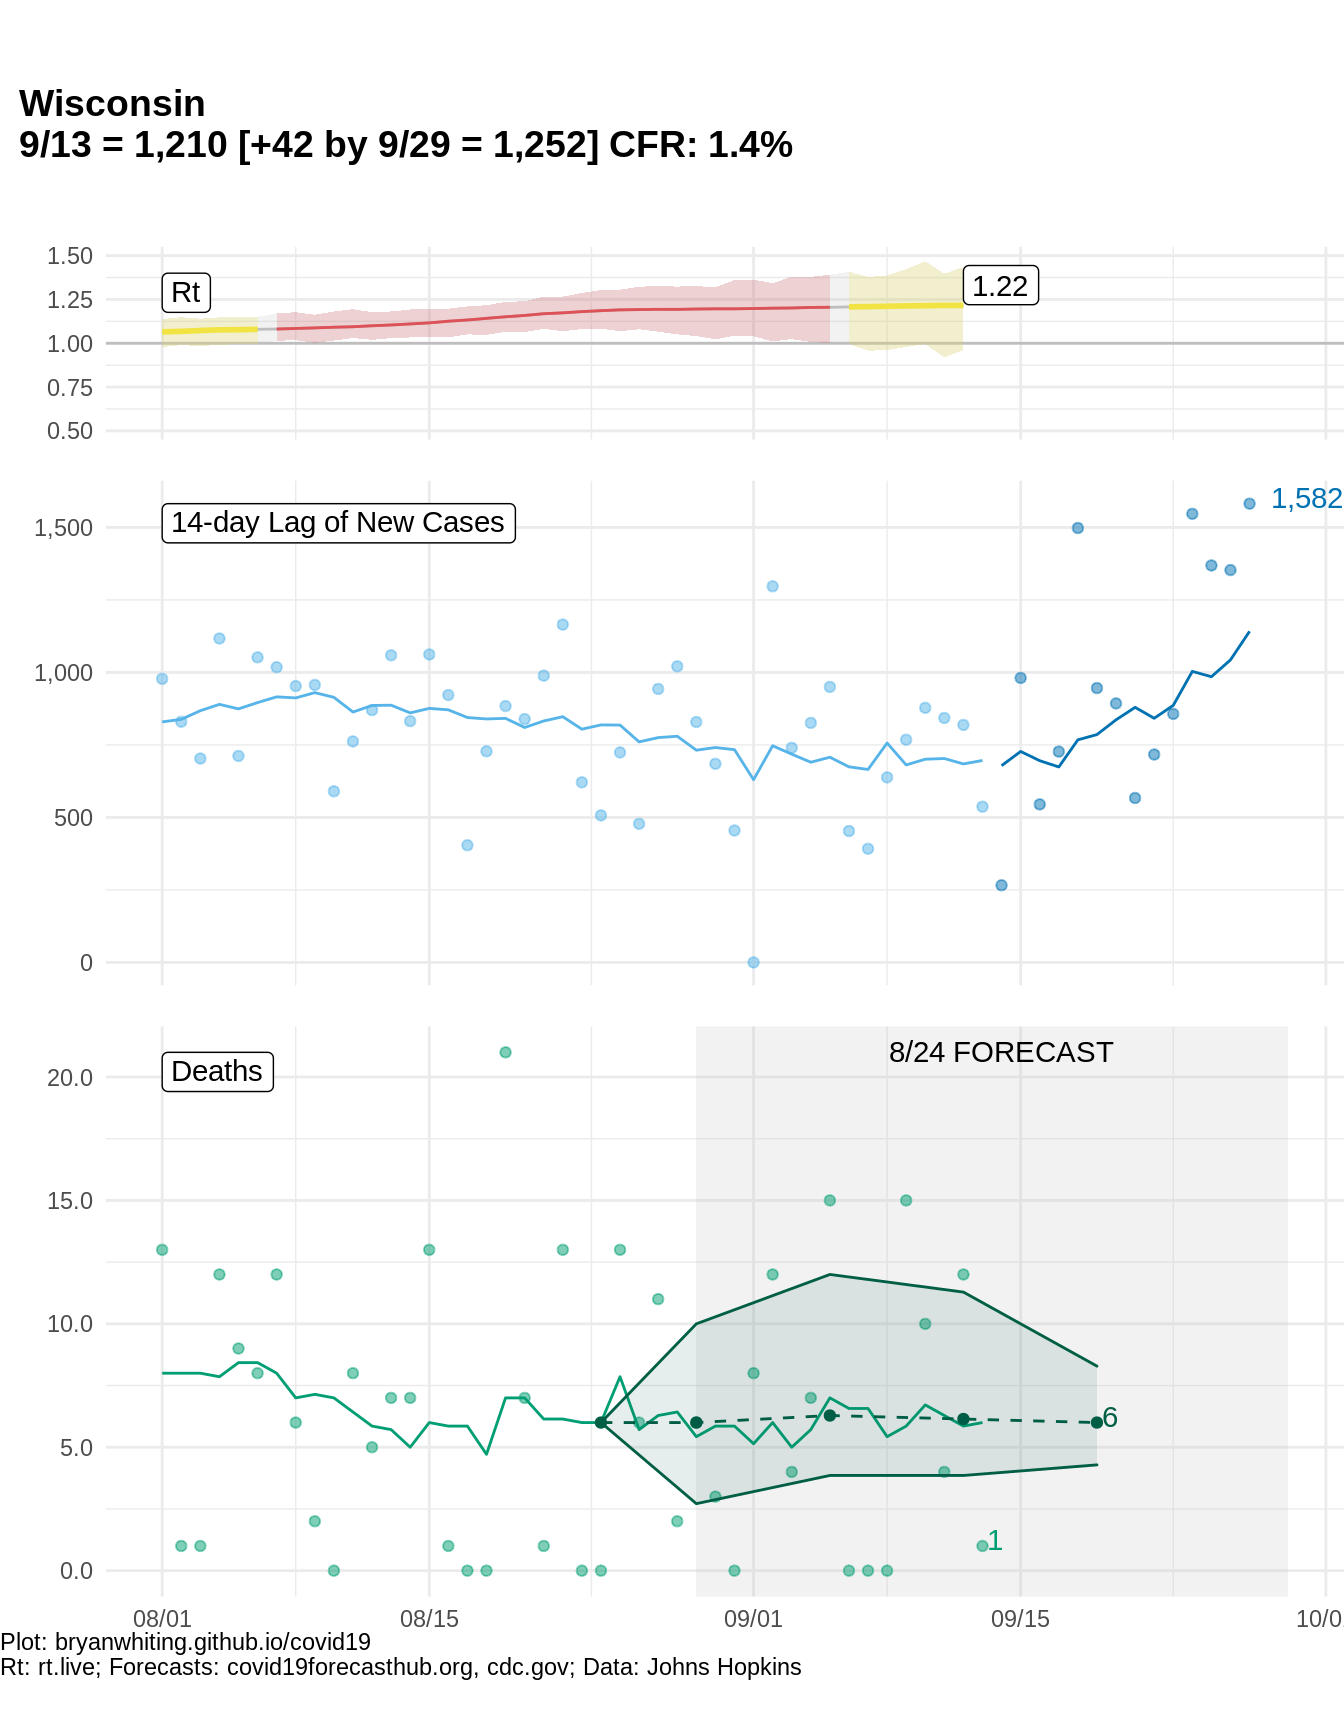 Wisconsin
9/13 = 1,210 [+42 by 9/29 = 1,252] CFR: 1.4%
1.50
1.25
1.00
0.75
0.50
Rt
1.22
1,500
1,000
500
0
14-day Lag of New Cases
1,582
20.0
15.0
10.0
5.0
0.0
Deaths
8/24 FORECAST
6
1
08/01 08/15 09/01 09/15 10/0
Plot: bryanwhiting.github.io/covid19
Rt: rt.live; Forecasts: covid19forecasthub.org, cdc.gov; Data: Johns Hopkins